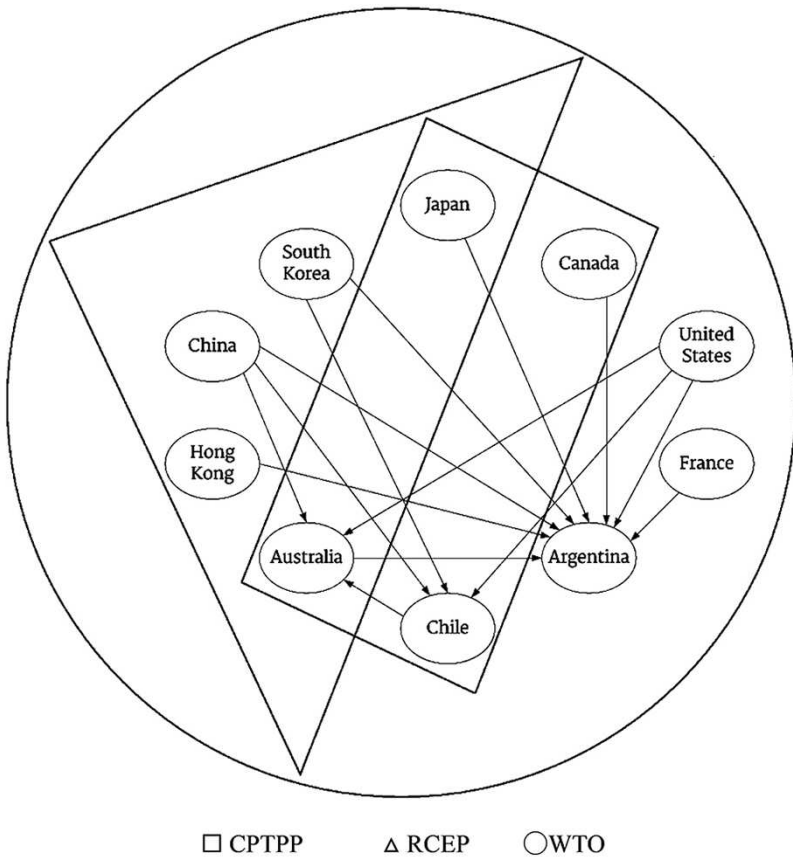 Japan
South
Korea
Canada
China
United
States
Hong
Kong
France
Australia
Argentina
Chile
CPTPP
RCEP
WTO